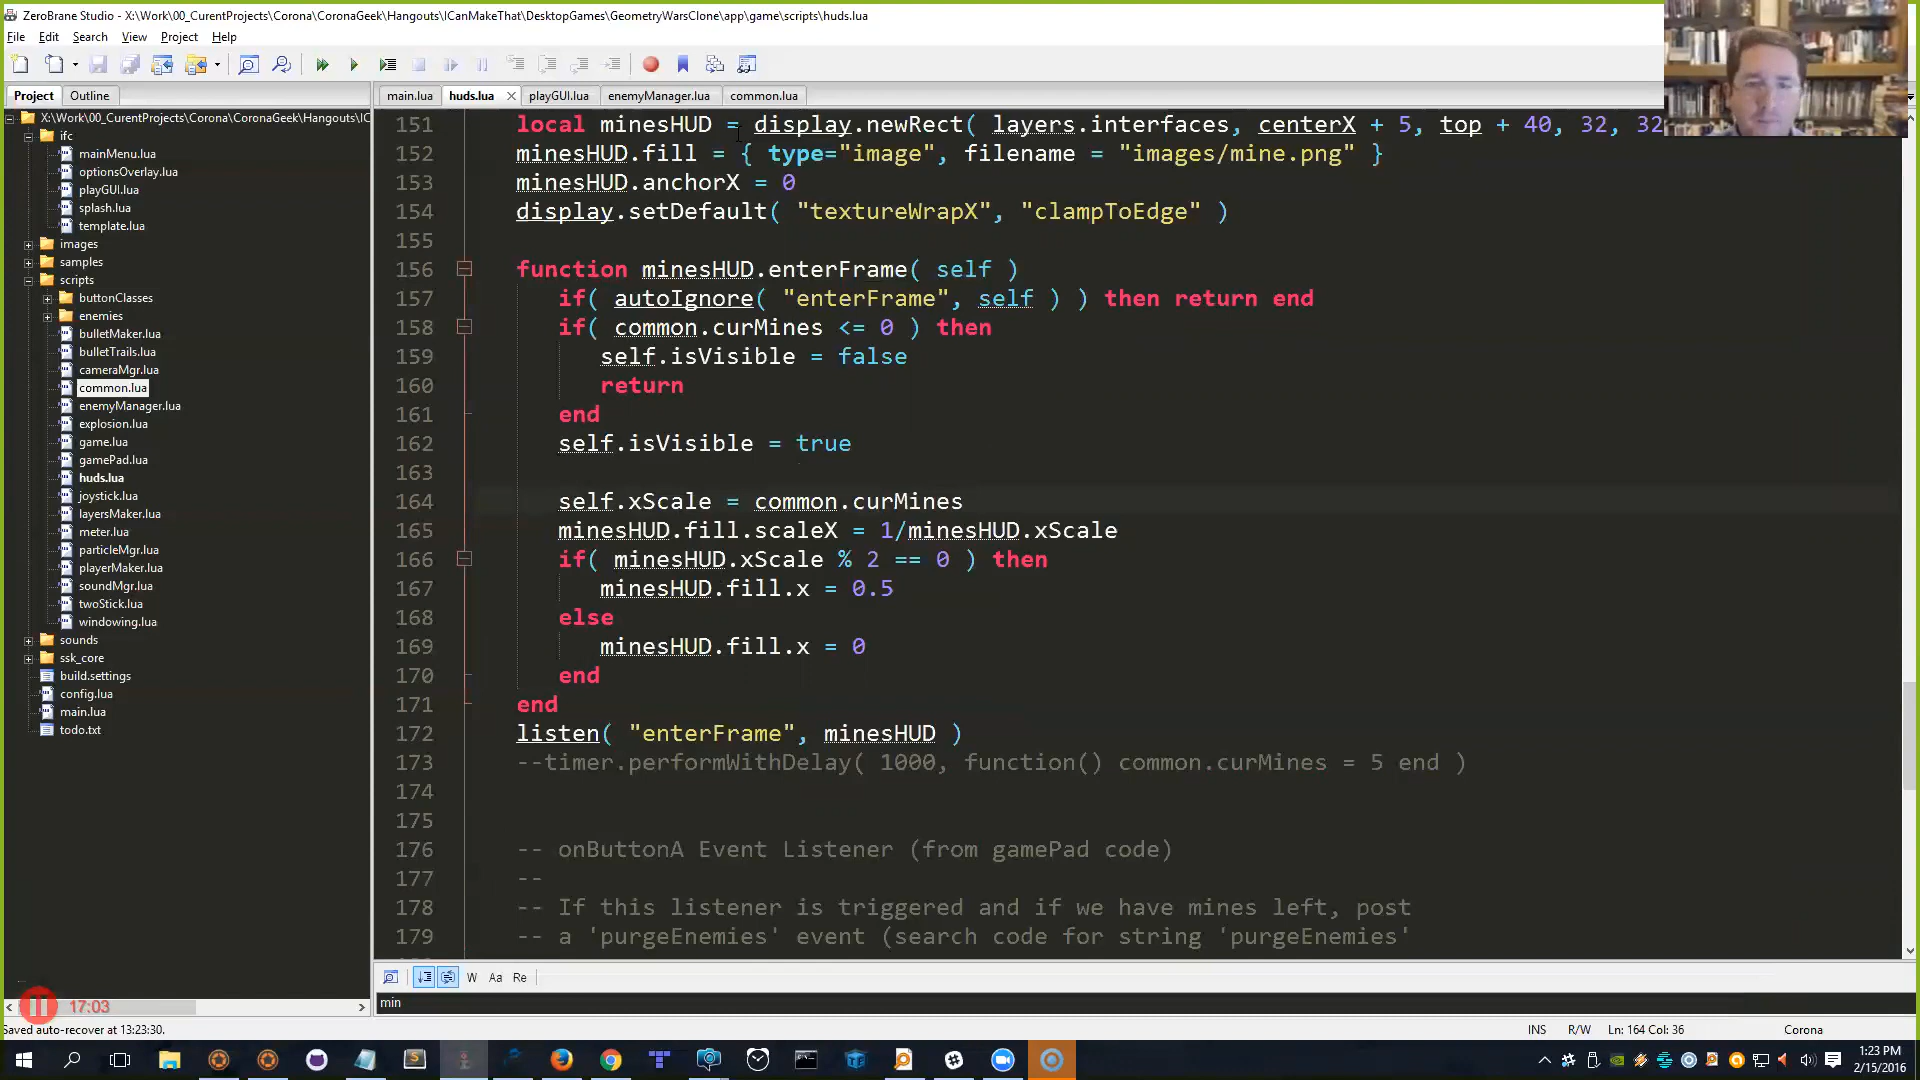 ZeroBrane Studio - X:\Work\00_CurentProjects\Corona\CoronaGeek\Hangouts\ICanMakeThat\DesktopGames\GeometryWarsClone\app\game\scripts\huds.lua
File Edit Search View Project Help
Project Outline
main.lua huds.lua playGUI.lua enemyManager.lua common.lua
X:\Work\00_CurentProjects\Corona\CoronaGeek\Hangouts\IC
ifc
mainMenu.lua
optionsOverlay.lua
playGUI.lua
splash.lua
template.lua
images
samples
scripts
buttonClasses
enemies
bulletMaker.lua
bulletTrails.lua
cameraMgr.lua
common.lua
enemyManager.lua
explosion.lua
game.lua
gamePad.lua
huds.lua
joystick.lua
layersMaker.lua
meter.lua
particleMgr.lua
playerMaker.lua
soundMgr.lua
twoStick.lua
windowing.lua
sounds
ssk_core
build.settings
config.lua
main.lua
todo.txt
151 local minesHUD = display.newRect( layers.interfaces, centerX + 5, top + 40, 32, 32
152 minesHUD.fill = { type="image", filename = "images/mine.png" }
153 minesHUD.anchorX = 0
154 display.setDefault( "textureWrapX", "clampToEdge" )
155
156 function minesHUD.enterFrame( self )
157 if( autoIgnore( "enterFrame", self ) ) then return end
158 if( common.curMines <= 0 ) then
159 self.isVisible = false
160 return
161 end
162 self.isVisible = true
163
164 self.xScale = common.curMines
165 minesHUD.fill.scaleX = 1/minesHUD.xScale
166 if( minesHUD.xScale % 2 == 0 ) then
167 minesHUD.fill.x = 0.5
168 else
169 minesHUD.fill.x = 0
170 end
171 end
172 listen( "enterFrame", minesHUD )
173 --timer.performWithDelay( 1000, function() common.curMines = 5 end )
174
175
176 -- onButtonA Event Listener (from gamePad code)
177 --
178 -- If this listener is triggered and if we have mines left, post
179 -- a 'purgeEnemies' event (search code for string 'purgeEnemies'
W Aa Re
min
17:03
Saved auto-recover at 13:23:30.
INS R/W Ln: 164 Col: 36 Corona
1:23 PM
2/15/2016